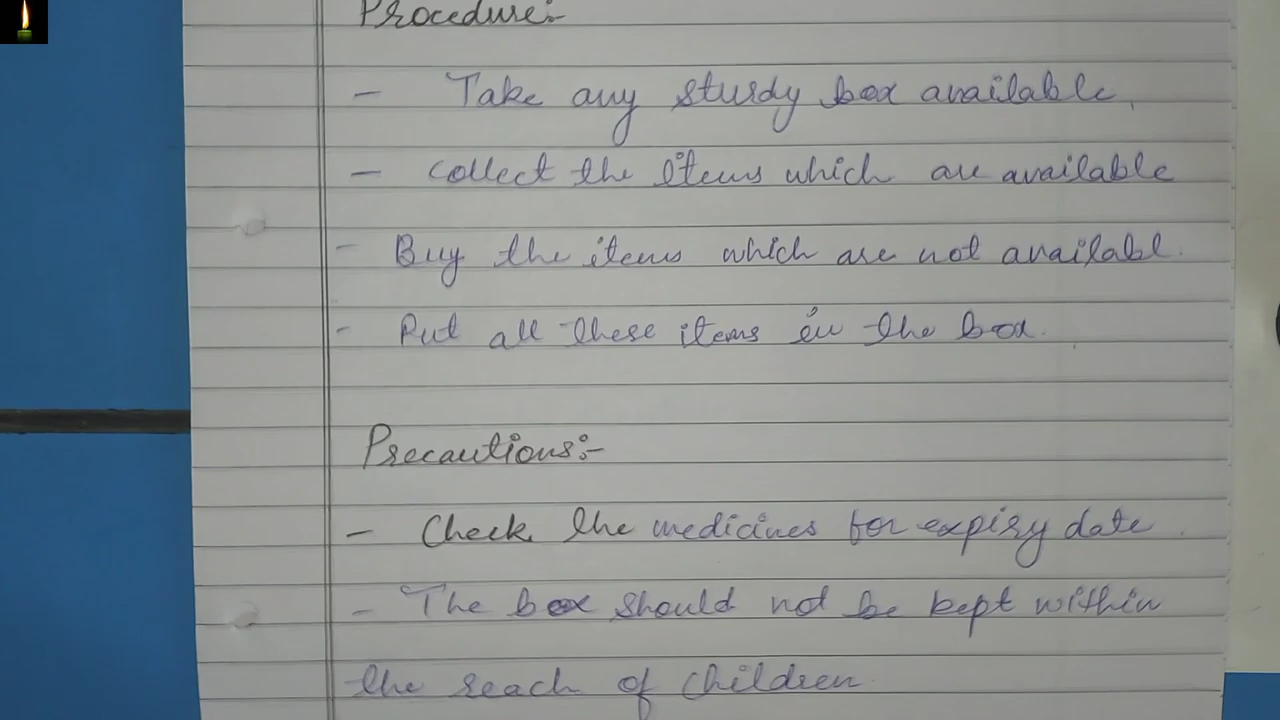 Procedure:-
- Take any sturdy box available.
- Collect the items which are available
- Buy the items which are not availabl.
- Put all these items in the box.
Precautions:-
- Check the medicines for expiry date.
- The box should not be kept within
the reach of children